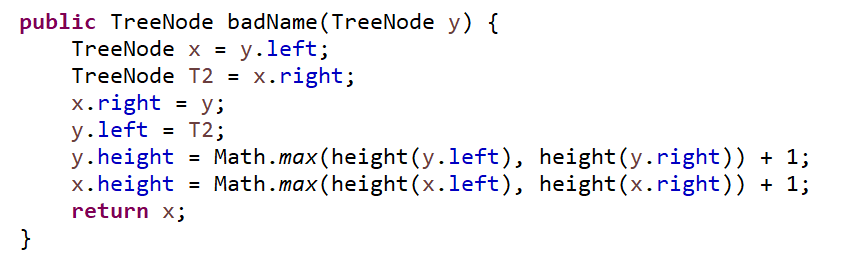 public TreeNode badName(TreeNode y) {
    TreeNode x = y.left;
    TreeNode T2 = x.right;
    x.right = y;
    y.left = T2;
    y.height = Math.max(height(y.left), height(y.right)) + 1;
    x.height = Math.max(height(x.left), height(x.right)) + 1;
    return x;
}